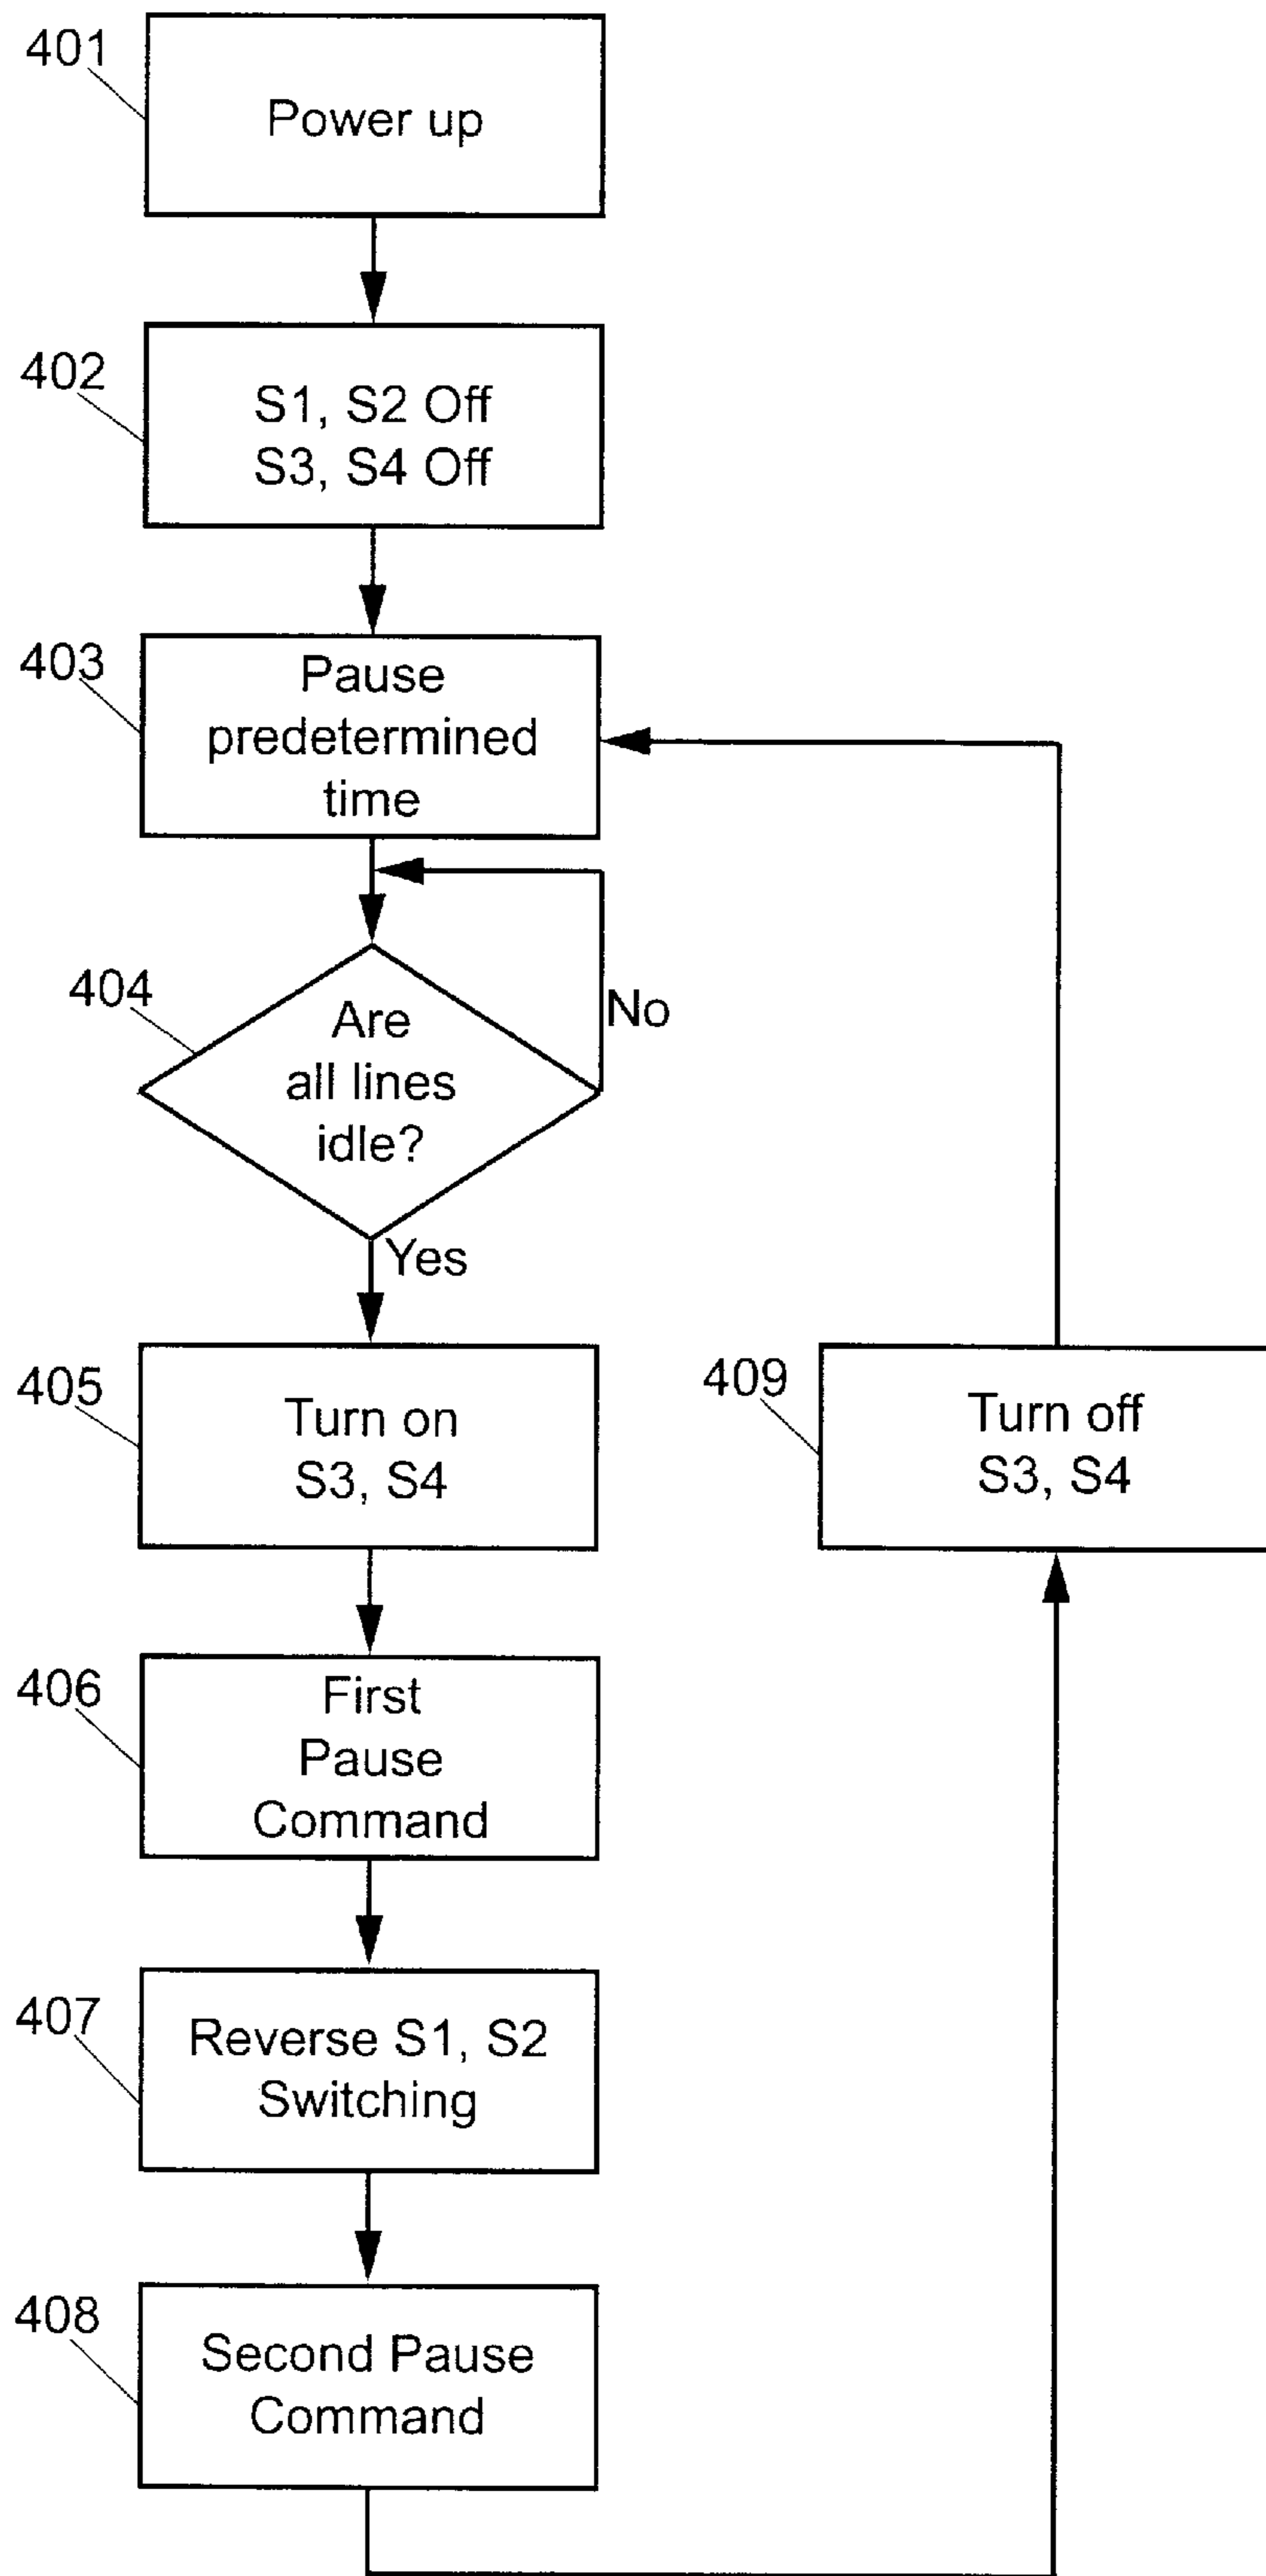 401
Power up
402
S1, S2 Off
S3, S4 Off
403
Pause
predetermined
time
404
Are
all lines
idle?
No
Yes
405
Turn on
S3, S4
409
Turn off
S3, S4
406
First
Pause
Command
407
Reverse S1, S2
Switching
408
Second Pause
Command